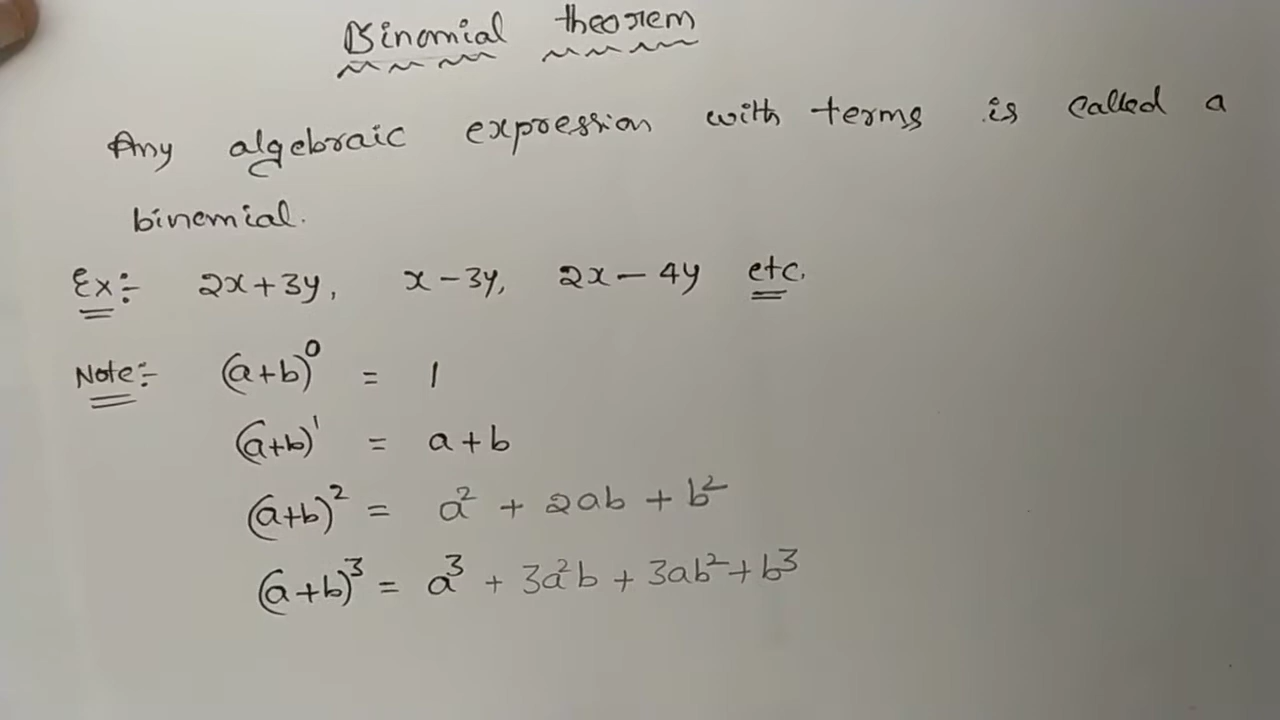 Binomial theorem
Any algebraic expression with terms is called a
binomial.
Ex:- 2x+3y, x-3y, 2x-4y etc.
Note:- (a+b)⁰ = 1
(a+b)¹ = a+b
(a+b)² = a² + 2ab + b²
(a+b)³ = a³ + 3a²b + 3ab² + b³